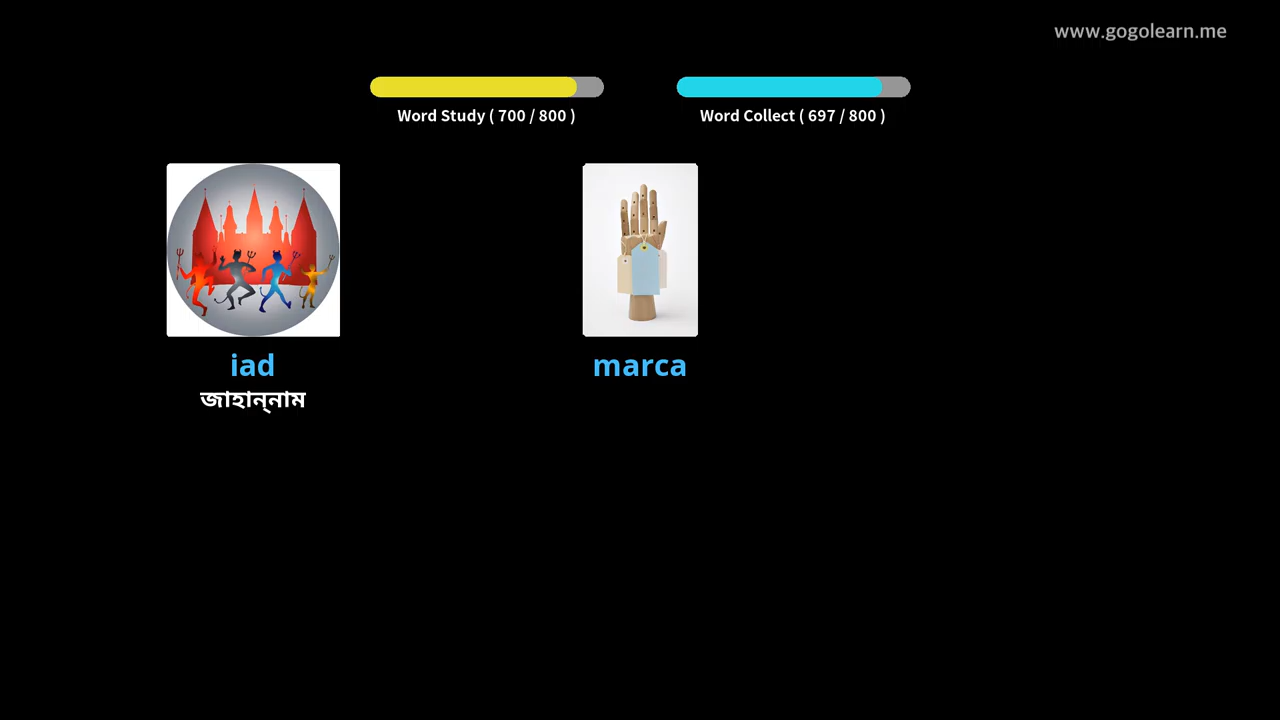 www.gogolearn.me
Word Study ( 700 / 800 )
Word Collect ( 697 / 800 )
iad
জাহান্নাম
marca